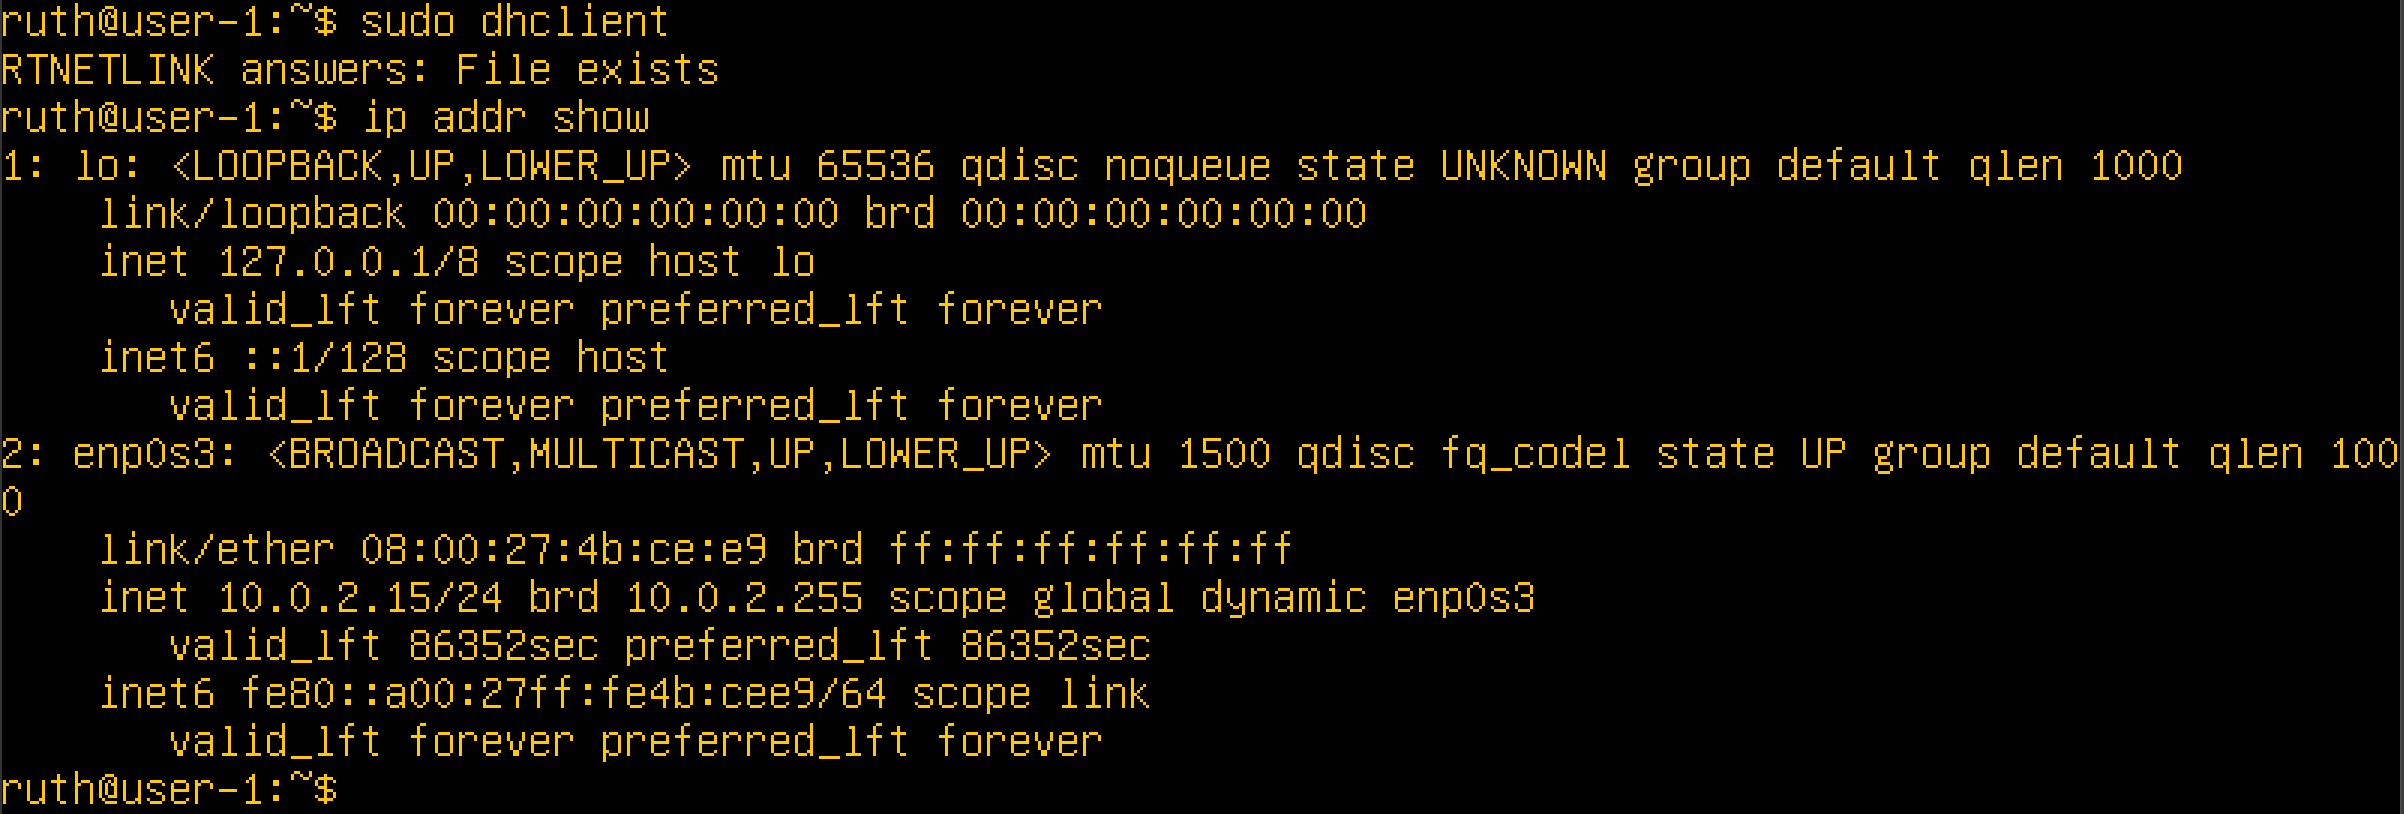 ruth@user-1:~$ sudo dhclient
RTNETLINK answers: File exists
ruth@user-1:~$ ip addr show
1: lo: <LOOPBACK,UP,LOWER_UP> mtu 65536 qdisc noqueue state UNKNOWN group default qlen 1000
    link/loopback 00:00:00:00:00:00 brd 00:00:00:00:00:00
    inet 127.0.0.1/8 scope host lo
       valid_lft forever preferred_lft forever
    inet6 ::1/128 scope host
       valid_lft forever preferred_lft forever
2: enp0s3: <BROADCAST,MULTICAST,UP,LOWER_UP> mtu 1500 qdisc fq_codel state UP group default qlen 100
0
    link/ether 08:00:27:4b:ce:e9 brd ff:ff:ff:ff:ff:ff
    inet 10.0.2.15/24 brd 10.0.2.255 scope global dynamic enp0s3
       valid_lft 86352sec preferred_lft 86352sec
    inet6 fe80::a00:27ff:fe4b:cee9/64 scope link
       valid_lft forever preferred_lft forever
ruth@user-1:~$